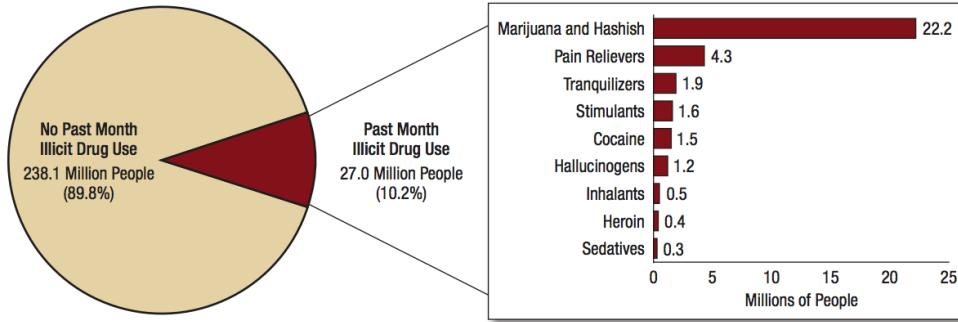 No Past Month
Illicit Drug Use
238.1 Million People
(89.8%)
Past Month
Illicit Drug Use
27.0 Million People
(10.2%)
Marijuana and Hashish 22.2
Pain Relievers 4.3
Tranquilizers 1.9
Stimulants 1.6
Cocaine 1.5
Hallucinogens 1.2
Inhalants 0.5
Heroin 0.4
Sedatives 0.3
0 5 10 15 20 25
Millions of People